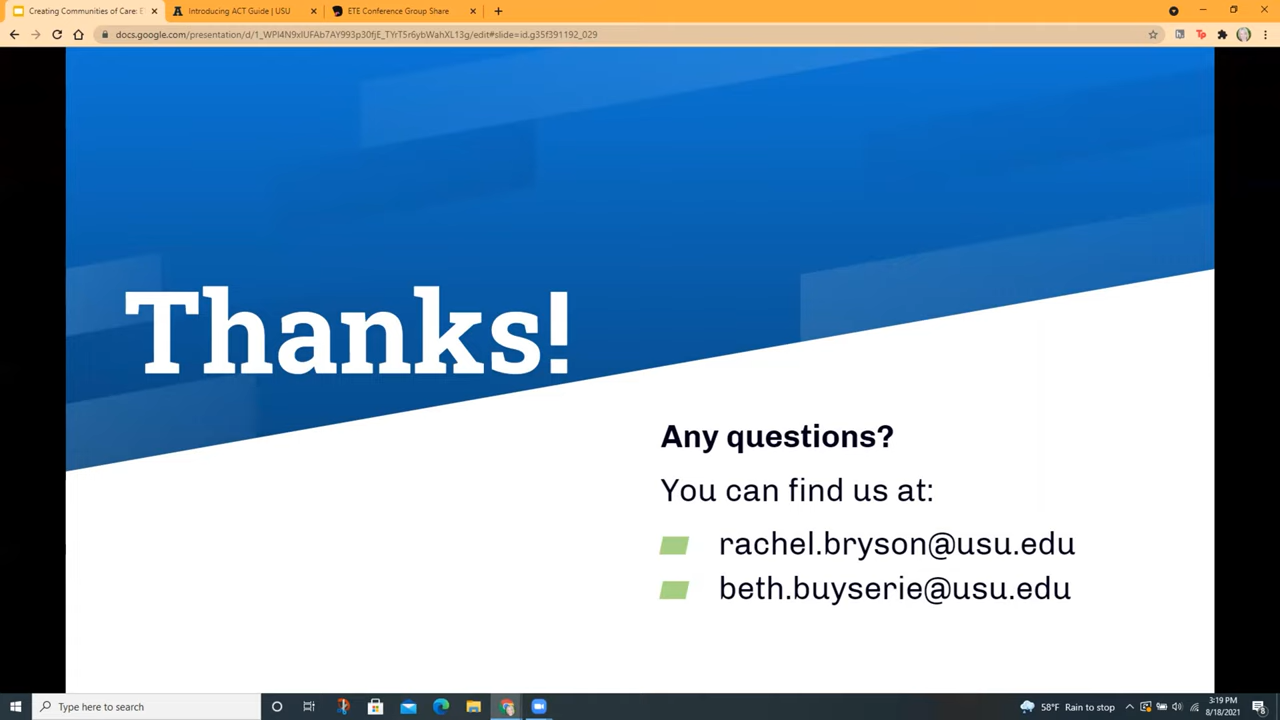 Creating Communities of Care: E
Introducing ACT Guide | USU
ETE Conference Group Share
docs.google.com/presentation/d/1_WPI4N9xIUFAb7AY993p30fjE_TYrT5r6ybWahXL13g/edit#slide=id.g35f391192_029
Thanks!
Any questions?
You can find us at:
rachel.bryson@usu.edu
beth.buyserie@usu.edu
Type here to search
58°F Rain to stop
3:19 PM
8/18/2021